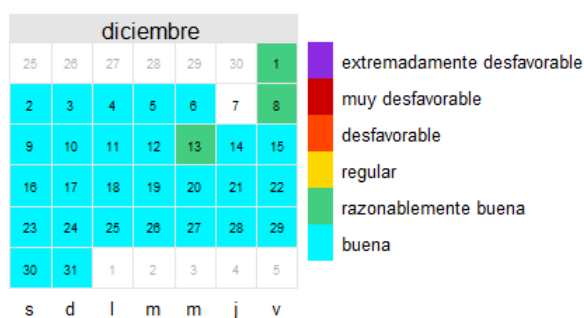 diciembre
25 26 27 28 29 30 1
2 3 4 5 6 7 8
9 10 11 12 13 14 15
16 17 18 19 20 21 22
23 24 25 26 27 28 29
30 31 1 2 3 4 5
s d l m m j v
extremadamente desfavorable
muy desfavorable
desfavorable
regular
razonablemente buena
buena